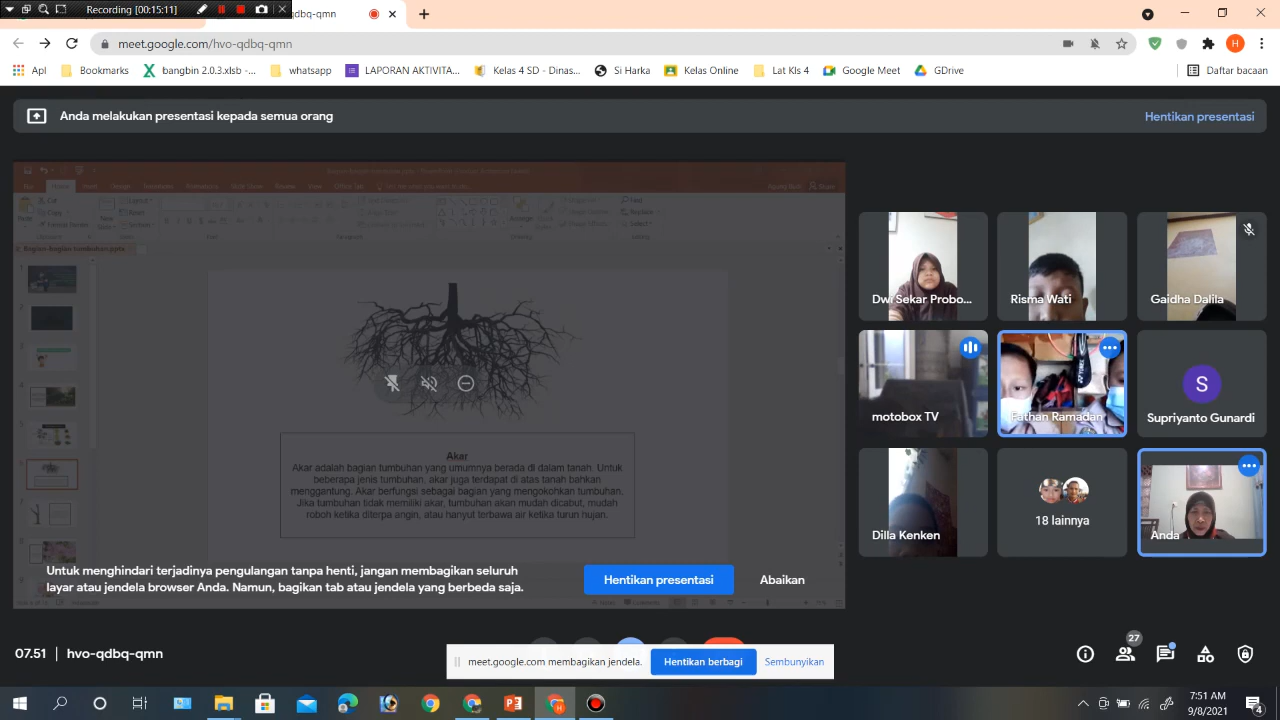 Recording [00:15:11]
-dbq-qmn
meet.google.com/hvo-qdbq-qmn
Apl
Bookmarks
bangbin 2.0.3.xlsb -...
whatsapp
LAPORAN AKTIVITA...
Kelas 4 SD - Dinas...
Si Harka
Kelas Online
Lat Kls 4
Google Meet
GDrive
Daftar bacaan
H
Anda melakukan presentasi kepada semua orang
Hentikan presentasi
Akar
Akar adalah bagian tumbuhan yang umumnya berada di dalam tanah. Untuk
beberapa jenis tumbuhan, akar juga terdapat di atas tanah bahkan
menggantung. Akar berfungsi sebagai bagian yang mengokohkan tumbuhan.
Jika tumbuhan tidak memiliki akar, tumbuhan akan mudah dicabut, mudah
roboh ketika diterpa angin, atau hanyut terbawa air ketika turun hujan.
Untuk menghindari terjadinya pengulangan tanpa henti, jangan membagikan seluruh
layar atau jendela browser Anda. Namun, bagikan tab atau jendela yang berbeda saja.
Hentikan presentasi
Abaikan
Dwi Sekar Probo...
Risma Wati
Gaidha Dalila
motobox TV
Fathan Ramadan
S
Supriyanto Gunardi
Dilla Kenken
18 lainnya
Anda
07.51 | hvo-qdbq-qmn
meet.google.com membagikan jendela.
Hentikan berbagi
Sembunyikan
27
7:51 AM
9/8/2021
4